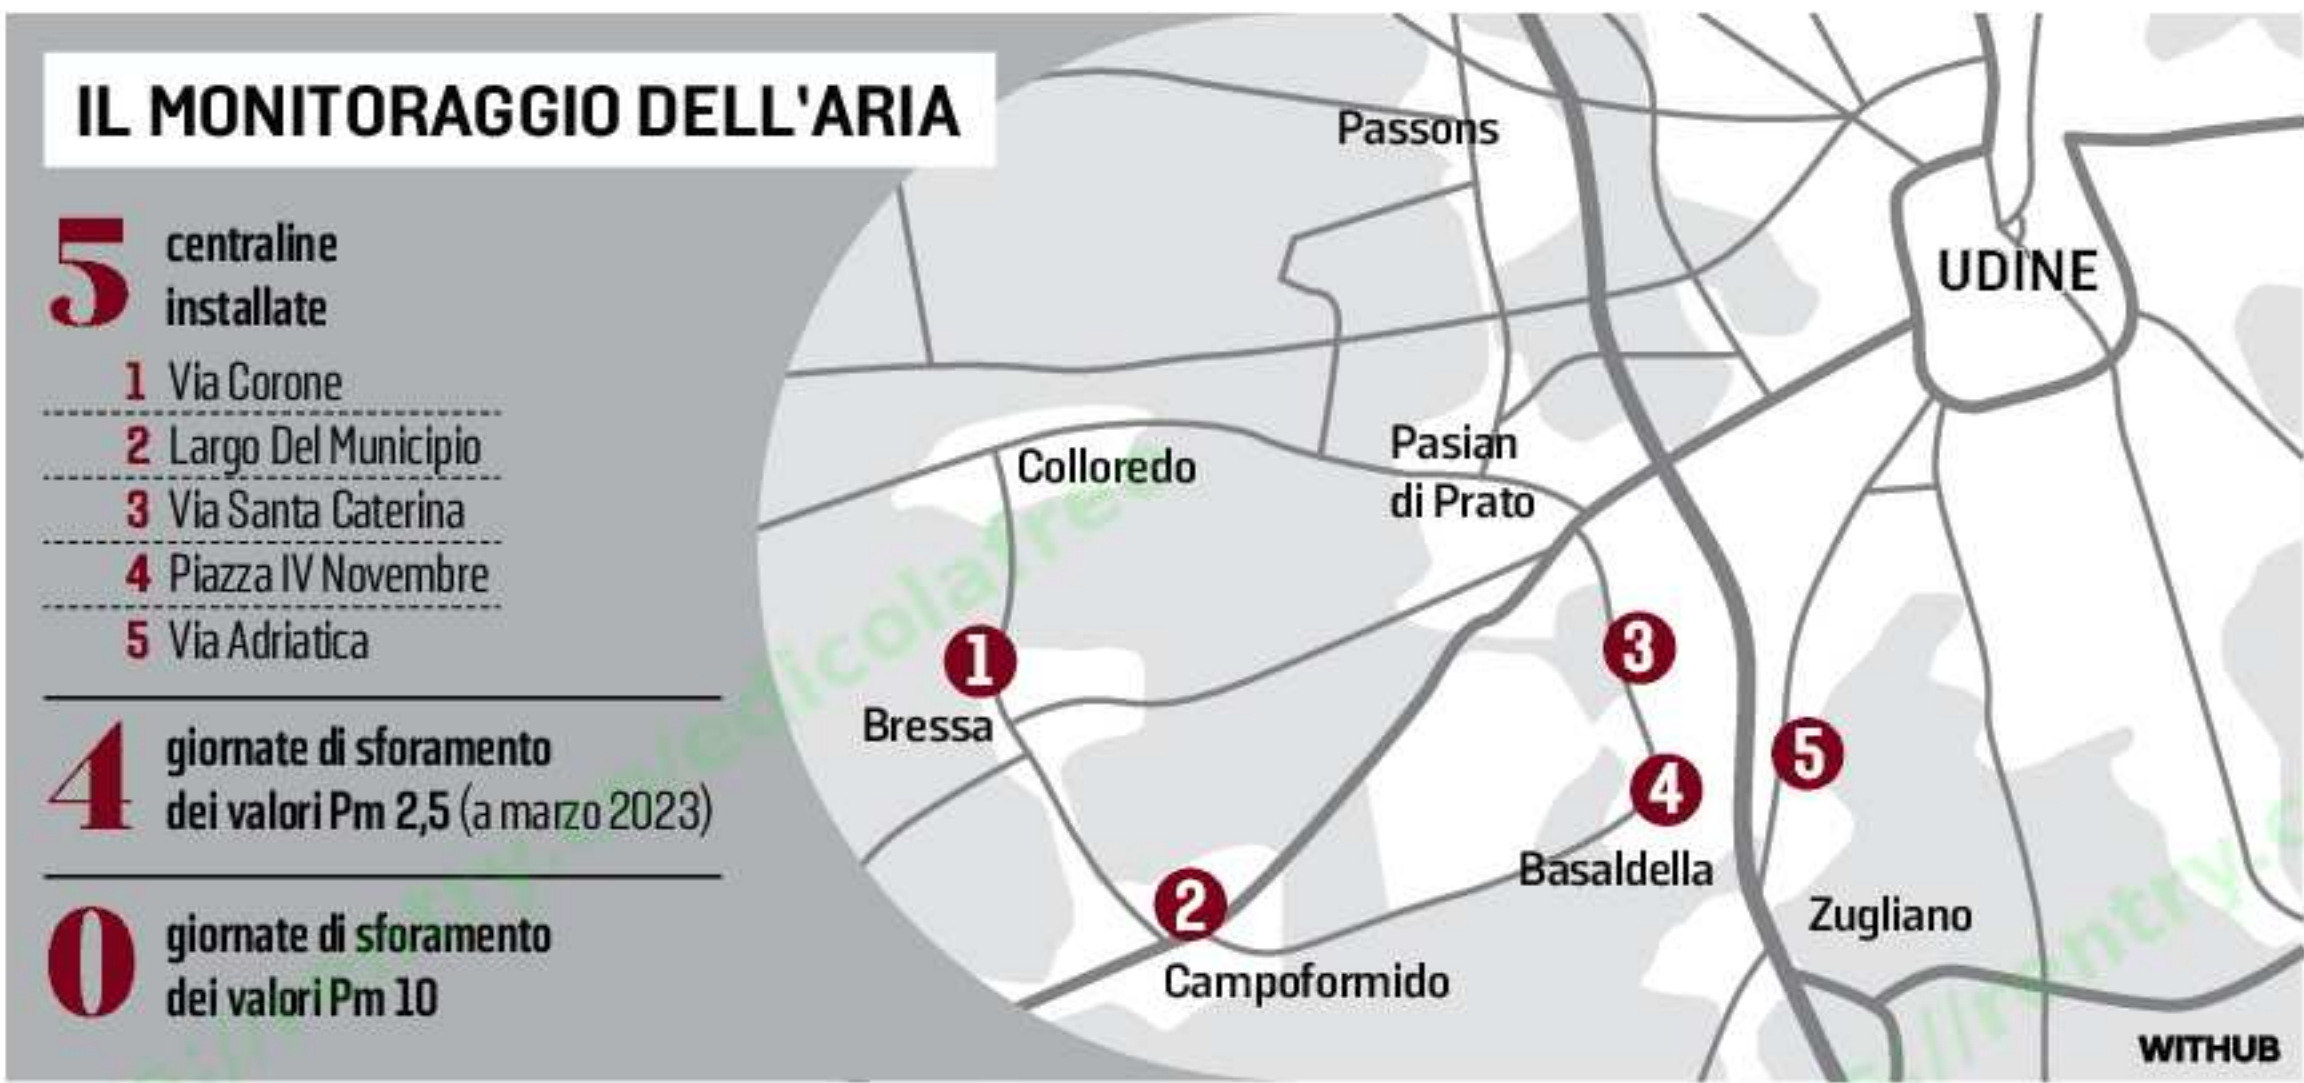 IL MONITORAGGIO DELL'ARIA
5 centraline
installate
1 Via Corone
2 Largo Del Municipio
3 Via Santa Caterina
4 Piazza IV Novembre
5 Via Adriatica
4 giornate di sforamento
dei valori Pm 2,5 (a marzo 2023)
0 giornate di sforamento
dei valori Pm 10
Passons
UDINE
Colloredo
Pasian
di Prato
1
Bressa
3
5
4
Basaldella
2
Campoformido
Zugliano
WITHUB